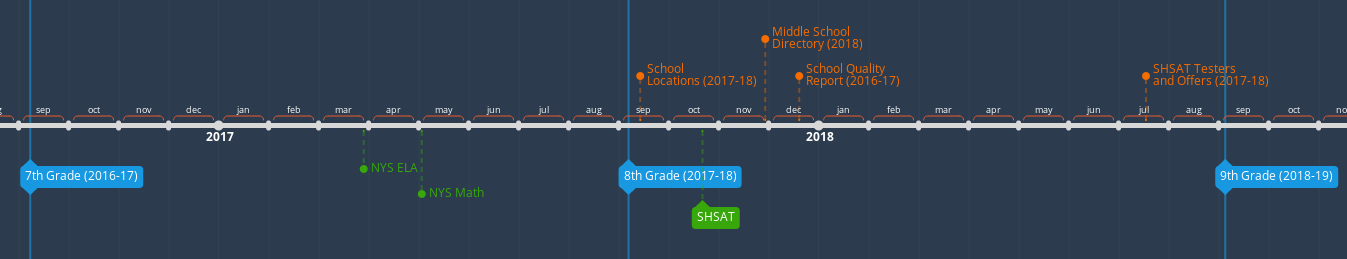 Middle School
Directory (2018)
School
Locations (2017-18)
School Quality
Report (2016-17)
SHSAT Testers
and Offers (2017-18)
sep oct nov dec jan feb mar apr may jun jul aug sep oct nov dec jan feb mar apr may jun jul aug sep oct
2017 2018
NYS ELA
7th Grade (2016-17) 8th Grade (2017-18) 9th Grade (2018-19)
NYS Math
SHSAT